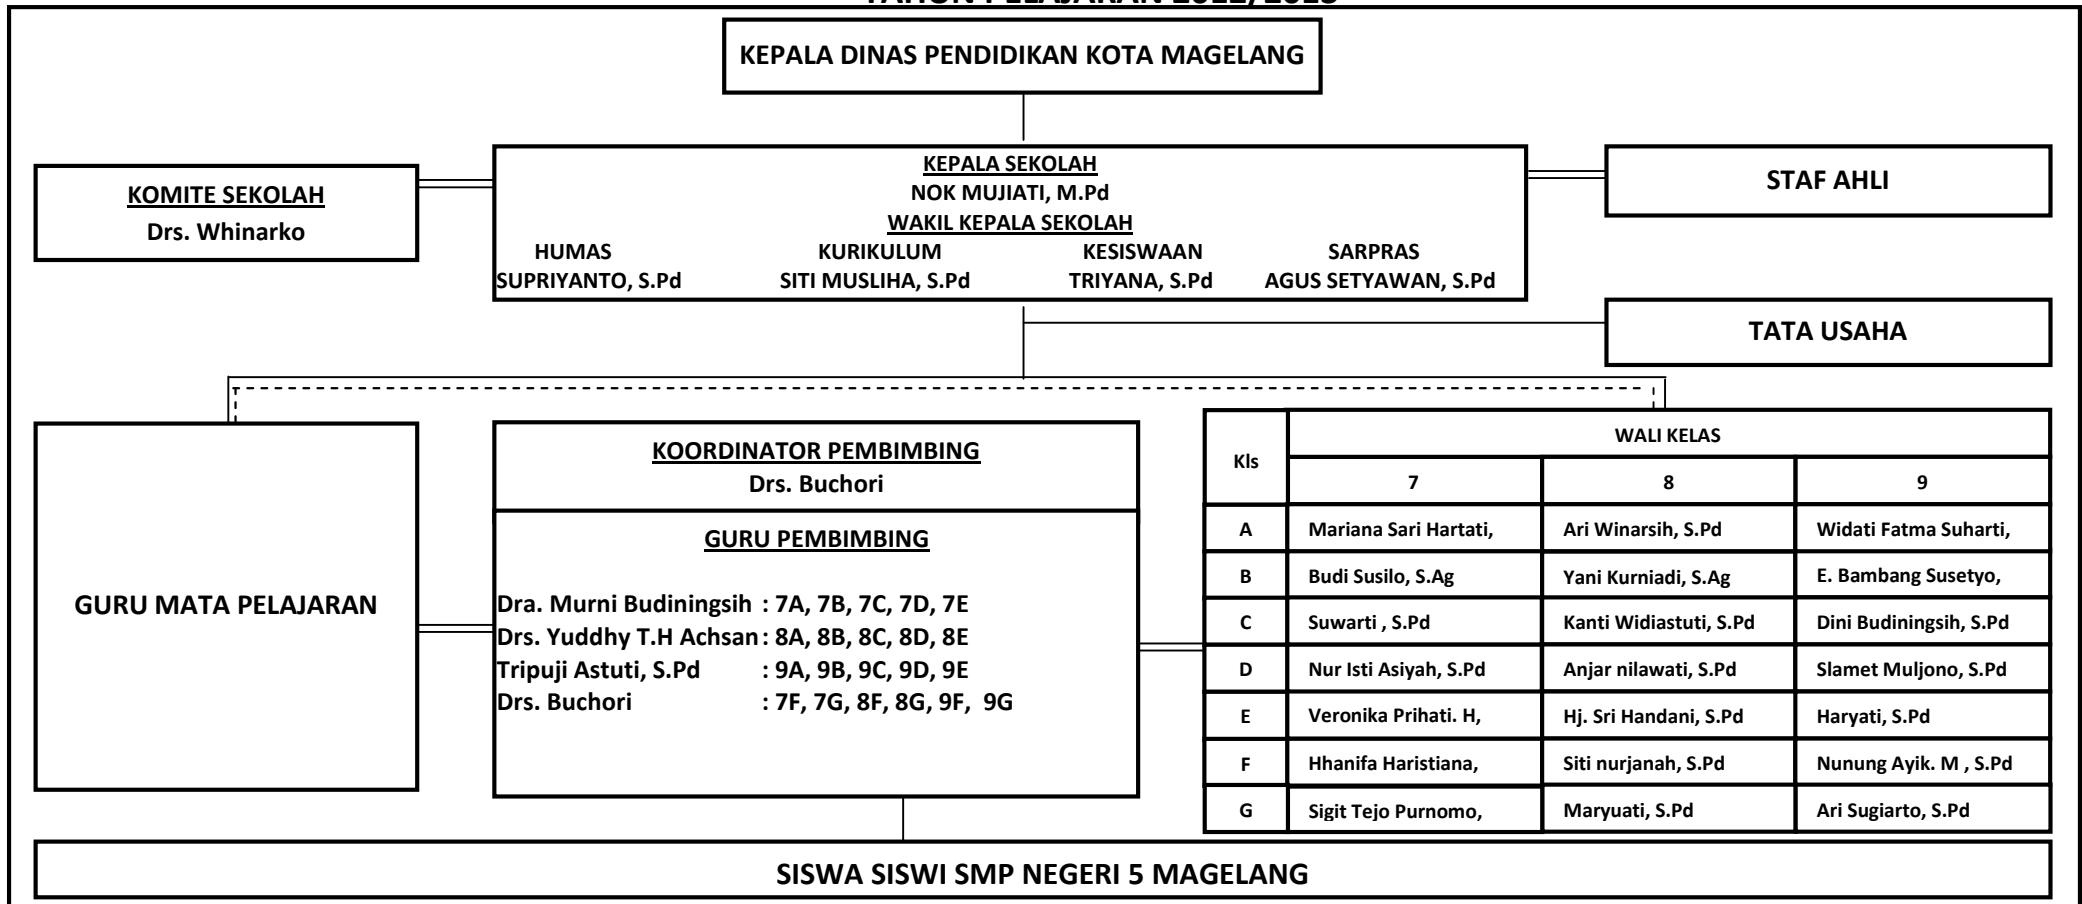 TAHUN PELAJARAN 2012/2013
KEPALA DINAS PENDIDIKAN KOTA MAGELANG
KOMITE SEKOLAH
Drs. Whinarko
KEPALA SEKOLAH
NOK MUJIATI, M.Pd
WAKIL KEPALA SEKOLAH
HUMAS KURIKULUM KESISWAAN SARPRAS
SUPRIYANTO, S.Pd SITI MUSLIHA, S.Pd TRIYANA, S.Pd AGUS SETYAWAN, S.Pd
STAF AHLI
TATA USAHA
GURU MATA PELAJARAN
KOORDINATOR PEMBIMBING
Drs. Buchori
GURU PEMBIMBING
Dra. Murni Budiningsih : 7A, 7B, 7C, 7D, 7E
Drs. Yuddhy T.H Achsan : 8A, 8B, 8C, 8D, 8E
Tripuji Astuti, S.Pd : 9A, 9B, 9C, 9D, 9E
Drs. Buchori : 7F, 7G, 8F, 8G, 9F, 9G
Kls WALI KELAS
7 8 9
A Mariana Sari Hartati, Ari Winarsih, S.Pd Widati Fatma Suharti,
B Budi Susilo, S.Ag Yani Kurniadi, S.Ag E. Bambang Susetyo,
C Suwarti , S.Pd Kanti Widiastuti, S.Pd Dini Budiningsih, S.Pd
D Nur Isti Asiyah, S.Pd Anjar nilawati, S.Pd Slamet Muljono, S.Pd
E Veronika Prihati. H, Hj. Sri Handani, S.Pd Haryati, S.Pd
F Hhanifa Haristiana, Siti nurjanah, S.Pd Nunung Ayik. M , S.Pd
G Sigit Tejo Purnomo, Maryuati, S.Pd Ari Sugiarto, S.Pd
SISWA SISWI SMP NEGERI 5 MAGELANG